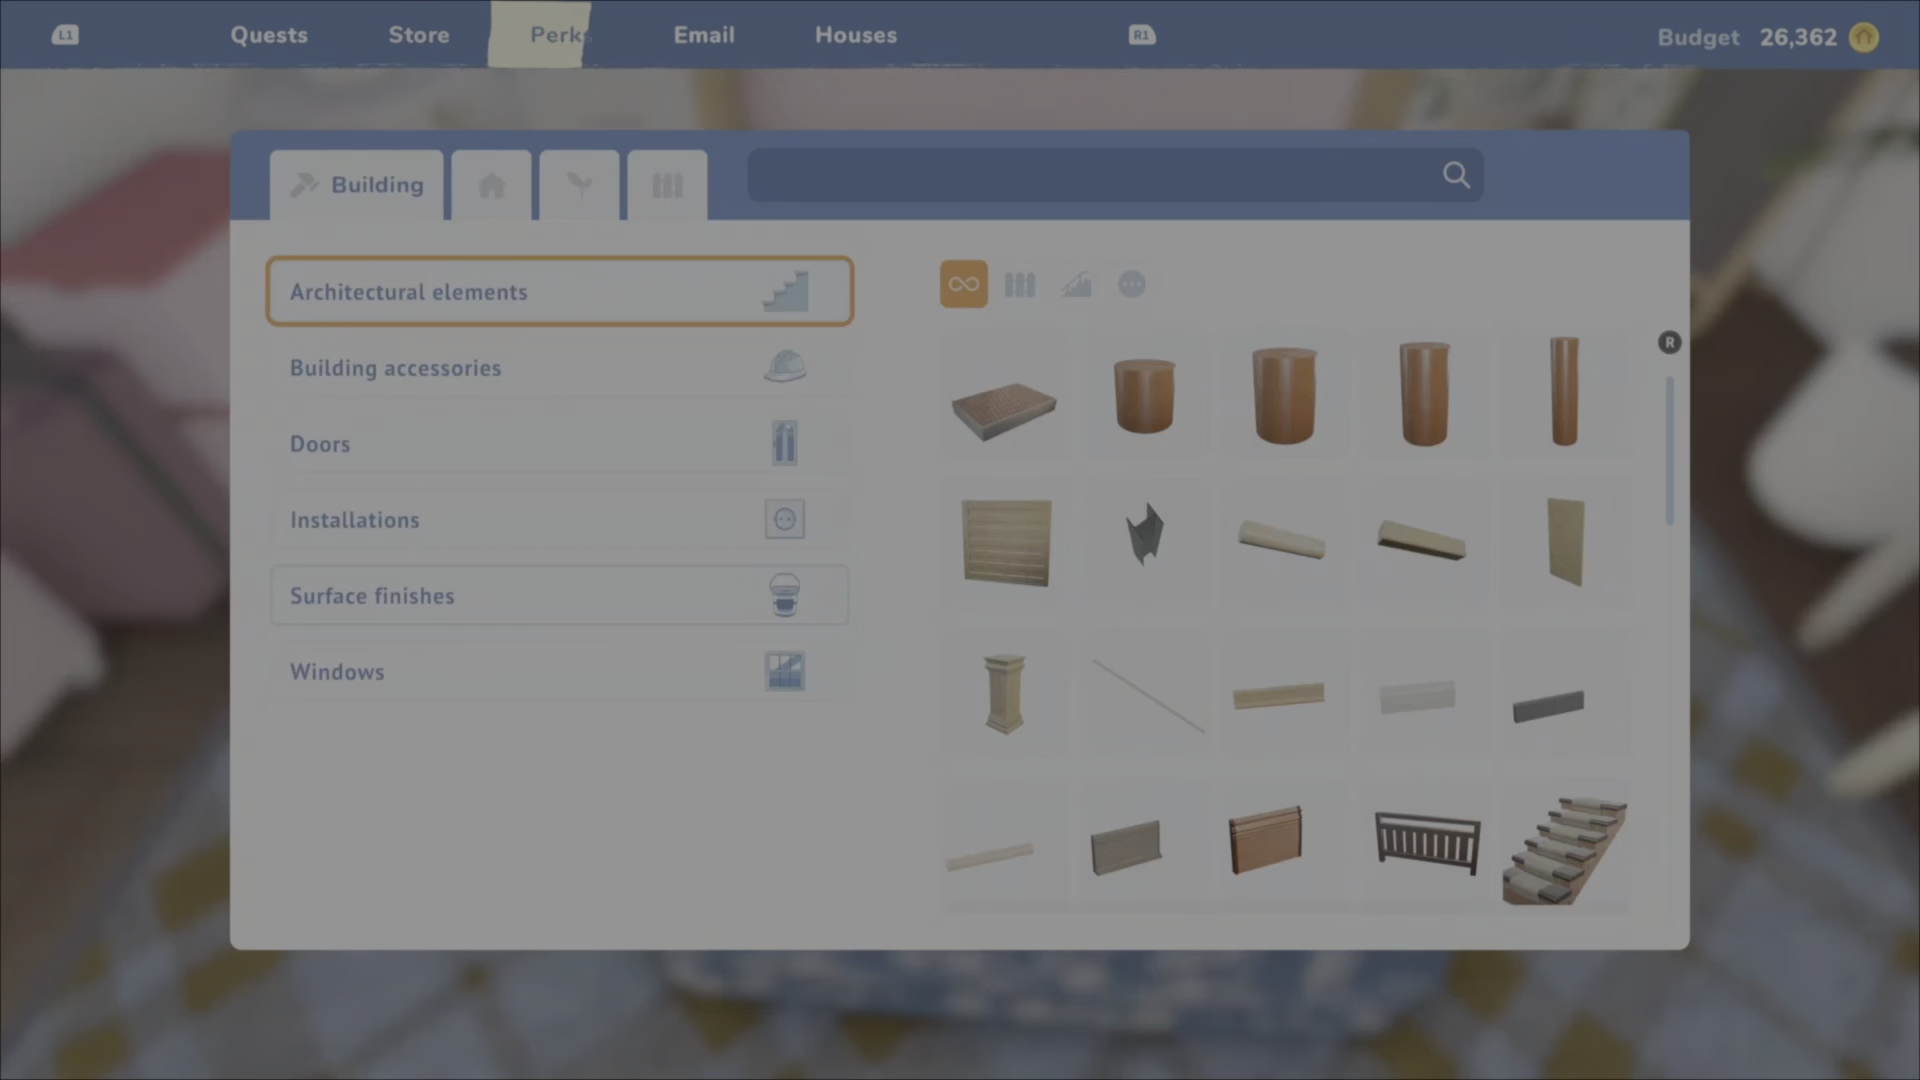 L1
Quests
Store
Perks
Email
Houses
R1
Budget 26,362
Building
Architectural elements
Building accessories
Doors
Installations
Surface finishes
Windows
R